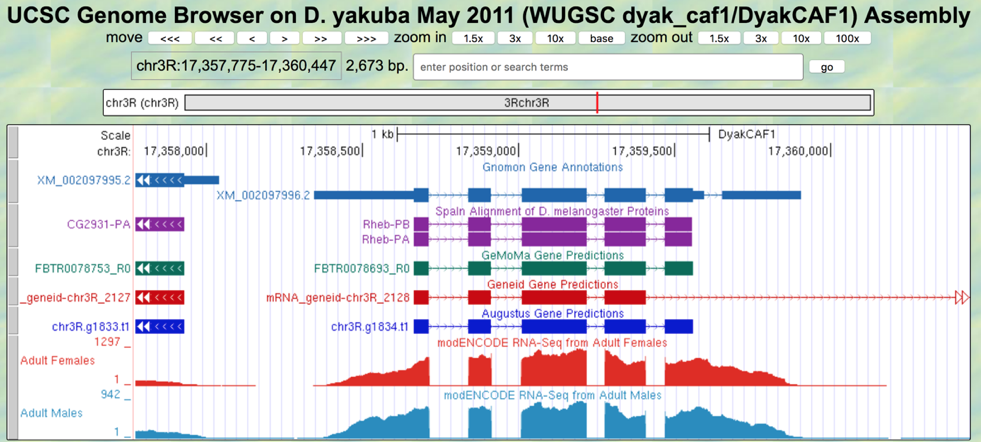 UCSC Genome Browser on D. yakuba May 2011 (WUGSC dyak_caf1/DyakCAF1) Assembly
move <<< << < > >> >>> zoom in 1.5x 3x 10x base zoom out 1.5x 3x 10x 100x
chr3R:17,357,775-17,360,447 2,673 bp. enter position or search terms go
chr3R (chr3R) 3Rchr3R
Scale 1 kb DyakCAF1
chr3R: 17,358,000 17,358,500 17,359,000 17,359,500 17,360,000
Gnomon Gene Annotations
XM_002097995.2
XM_002097996.2
Spaln Alignment of D. melanogaster Proteins
CG2931-PA Rheb-PB
Rheb-PA
GeMoMa Gene Predictions
FBTR0078753_R0 FBTR0078693_R0
Geneid Gene Predictions
_geneid-chr3R_2127 mRNA_geneid-chr3R_2128
Augustus Gene Predictions
chr3R.g1833.t1 chr3R.g1834.t1
modENCODE RNA-Seq from Adult Females
1297 _
Adult Females
1 _
modENCODE RNA-Seq from Adult Males
942 _
Adult Males
1 _